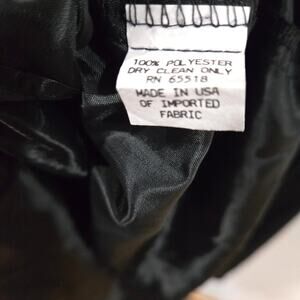 100% POLYESTER
DRY CLEAN ONLY
RN 65518
MADE IN USA
OF IMPORTED
FABRIC